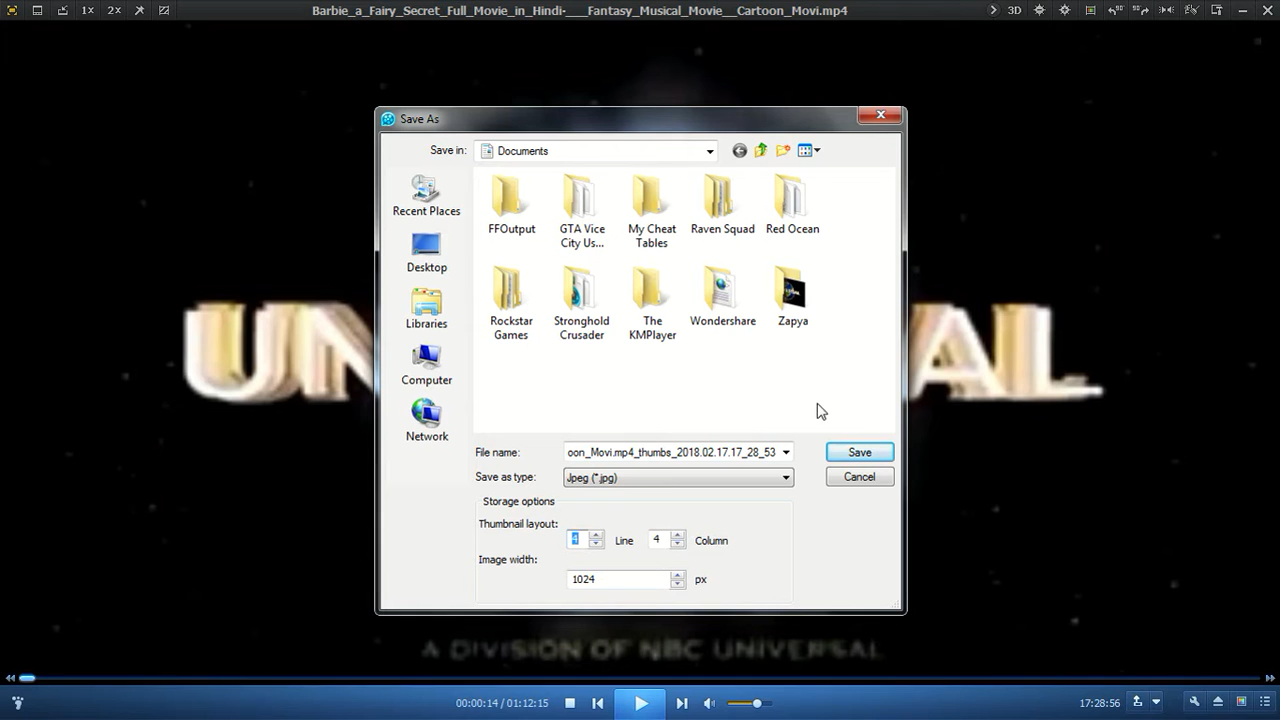 1x 2x Barbie_a_Fairy_Secret_Full_Movie_in_Hindi-___Fantasy_Musical_Movie__Cartoon_Movi.mp4 3D
Save As
Save in: Documents
Recent Places
Desktop
Libraries
Computer
Network
FFOutput
GTA Vice
City Us...
My Cheat
Tables
Raven Squad
Red Ocean
Rockstar
Games
Stronghold
Crusader
The
KMPlayer
Wondershare
Zapya
File name: oon_Movi.mp4_thumbs_2018.02.17.17_28_53 Save
Save as type: Jpeg (*.jpg) Cancel
Storage options
Thumbnail layout:
4 Line 4 Column
Image width:
1024 px
A DIVISION OF NBC UNIVERSAL
00:00:14 / 01:12:15 17:28:56